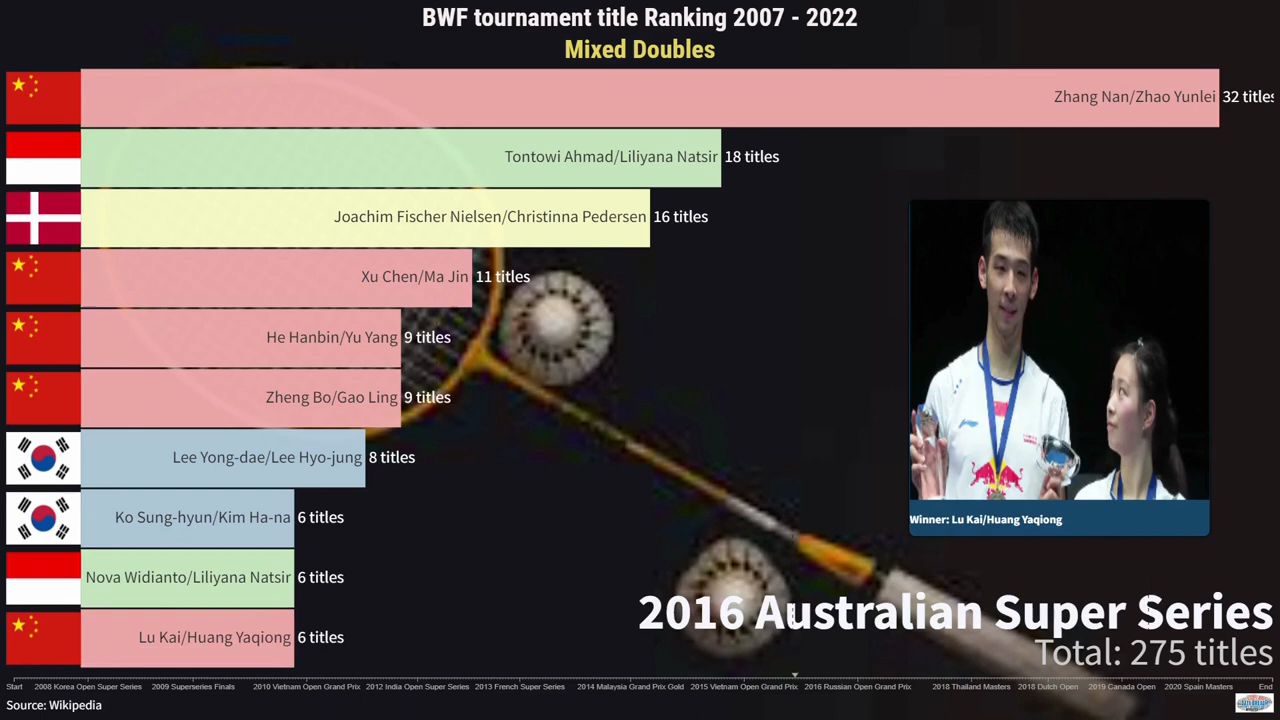 BWF tournament title Ranking 2007 - 2022
Mixed Doubles
Zhang Nan/Zhao Yunlei 32 titles
Tontowi Ahmad/Liliyana Natsir 18 titles
Joachim Fischer Nielsen/Christinna Pedersen 16 titles
Xu Chen/Ma Jin 11 titles
He Hanbin/Yu Yang 9 titles
Zheng Bo/Gao Ling 9 titles
Lee Yong-dae/Lee Hyo-jung 8 titles
Ko Sung-hyun/Kim Ha-na 6 titles
Nova Widianto/Liliyana Natsir 6 titles
Lu Kai/Huang Yaqiong 6 titles
Winner: Lu Kai/Huang Yaqiong
2016 Australian Super Series
Total: 275 titles
Start 2008 Korea Open Super Series 2009 Superseries Finals 2010 Vietnam Open Grand Prix 2012 India Open Super Series 2013 French Super Series 2014 Malaysia Grand Prix Gold 2015 Vietnam Open Grand Prix 2016 Russian Open Grand Prix 2018 Thailand Masters 2018 Dutch Open 2019 Canada Open 2020 Spain Masters End
Source: Wikipedia